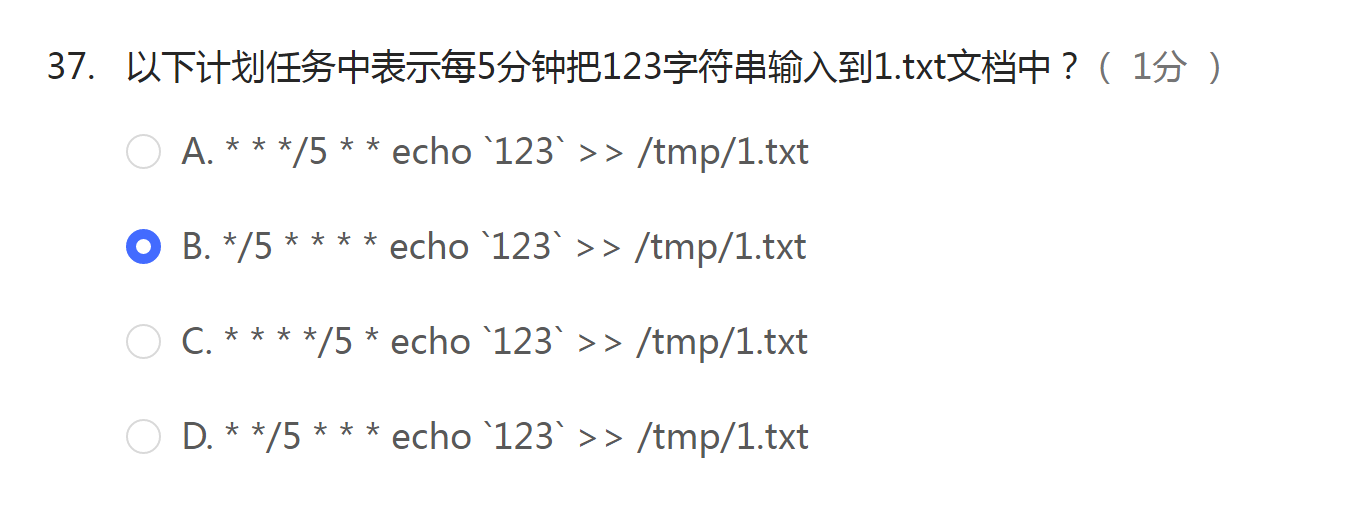 37. 以下计划任务中表示每5分钟把123字符串输入到1.txt文档中？（ 1分 ）
A. * * */5 * * echo `123` >> /tmp/1.txt
B. */5 * * * * echo `123` >> /tmp/1.txt
C. * * * */5 * echo `123` >> /tmp/1.txt
D. * */5 * * * echo `123` >> /tmp/1.txt